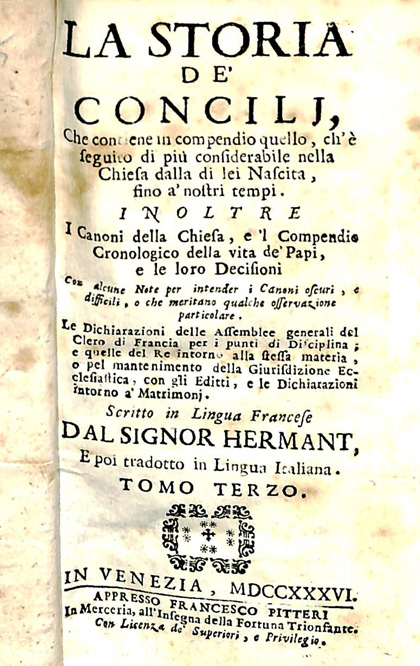 LA STORIA
DE'
CONCILJ,
Che contiene in compendio quello, ch'è
ſeguito di più conſiderabile nella
Chieſa dalla di lei Naſcita,
fino a' noſtri tempi.
INOLTRE
I Canoni della Chieſa, e 'l Compendio
Cronologico della vita de' Papi,
e le loro Deciſioni
Con alcune Note per intender i Canoni oſcuri, e
difficili, o che meritano qualche oſſervazione
particolare.
Le Dichiarazioni delle Aſſemblee generali del
Clero di Francia per i punti di Diſciplina;
e quelle del Re intorno alla ſteſſa materia,
o pel mantenimento della Giuriſdizione Ec-
cleſiaſtica, con gli Editti, e le Dichiarazioni
intorno a' Matrimonj.
Scritto in Lingua Franceſe
DAL SIGNOR HERMANT,
E poi tradotto in Lingua Italiana.
TOMO TERZO.
IN VENEZIA, MDCCXXXVI.
APPRESSO FRANCESCO PITTERI
In Merceria, all'Inſegna della Fortuna Trionfante.
Con Licenza de' Superiori, e Privilegio.